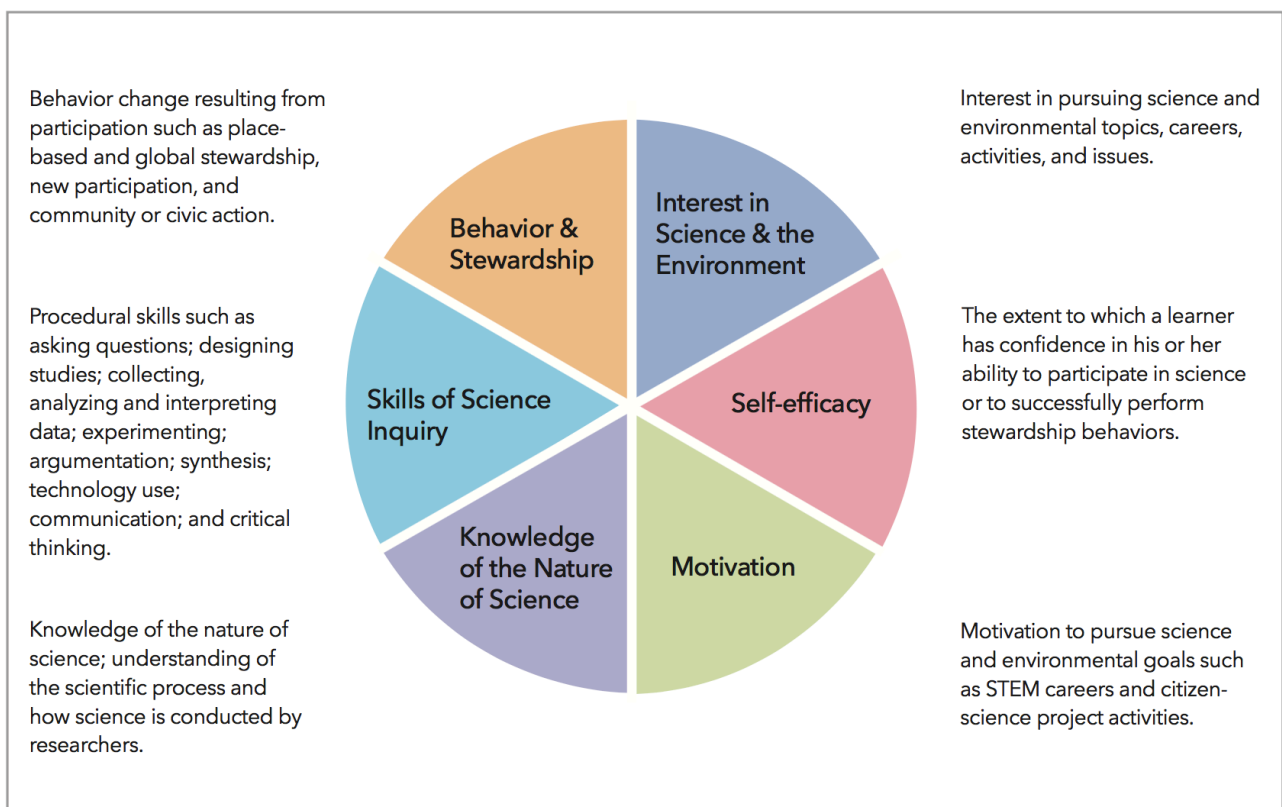 Behavior change resulting from
participation such as place-
based and global stewardship,
new participation, and
community or civic action.
Procedural skills such as
asking questions; designing
studies; collecting,
analyzing and interpreting
data; experimenting;
argumentation; synthesis;
technology use;
communication; and critical
thinking.
Knowledge of the nature of
science; understanding of
the scientific process and
how science is conducted by
researchers.
Behavior &
Stewardship
Interest in
Science & the
Environment
Skills of Science
Inquiry
Self-efficacy
Knowledge
of the Nature
of Science
Motivation
Interest in pursuing science and
environmental topics, careers,
activities, and issues.
The extent to which a learner
has confidence in his or her
ability to participate in science
or to successfully perform
stewardship behaviors.
Motivation to pursue science
and environmental goals such
as STEM careers and citizen-
science project activities.